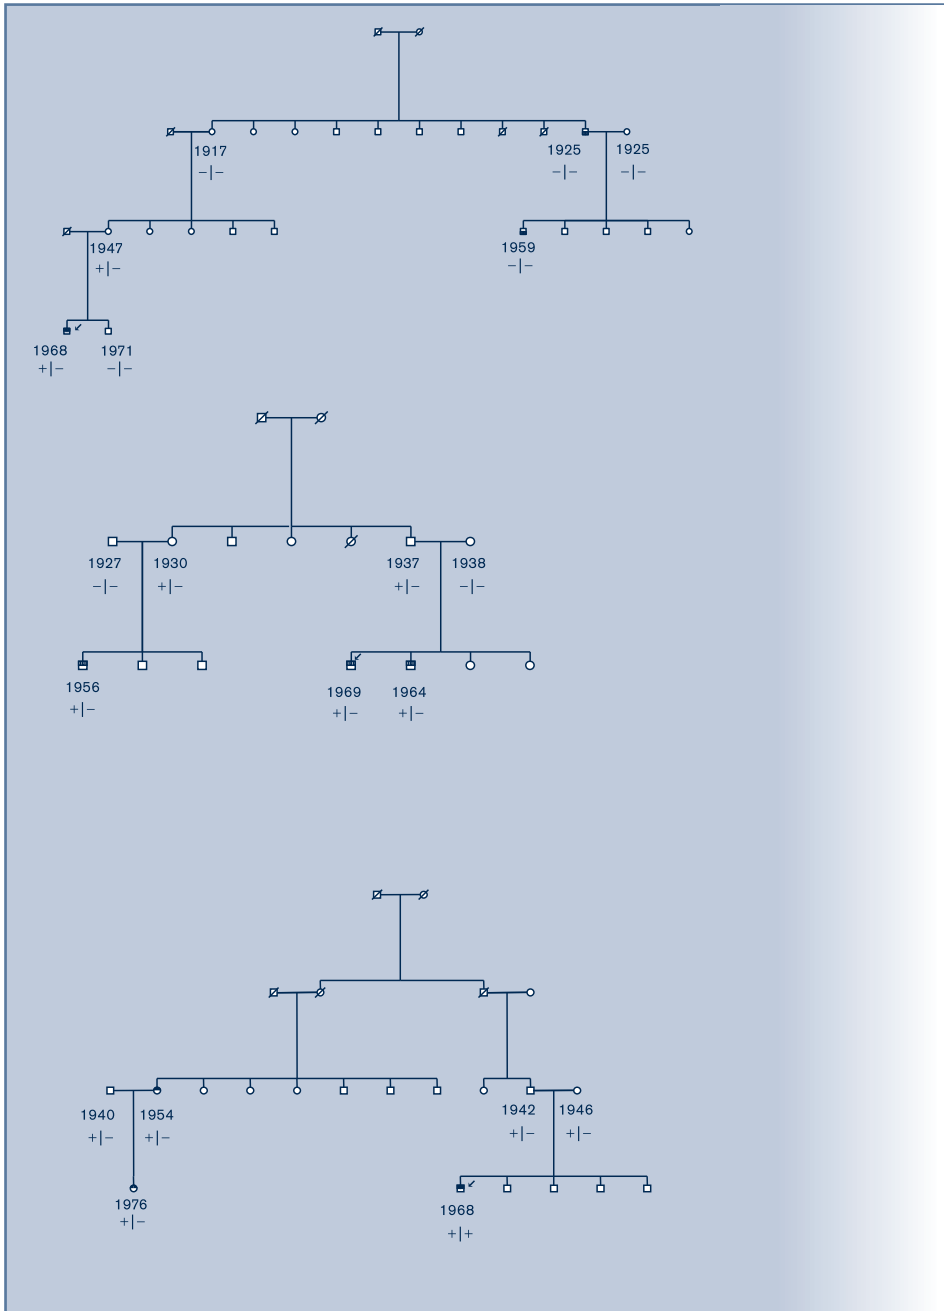 1917 1925 1925
–|– –|– –|–
1947 1959
+|– –|–
1968 1971
+|– –|–
1927 1930 1937 1938
–|– +|– +|– –|–
1956 1969 1964
+|– +|– +|–
1940 1954 1942 1946
+|– +|– +|– +|–
1976 1968
+|– +|+